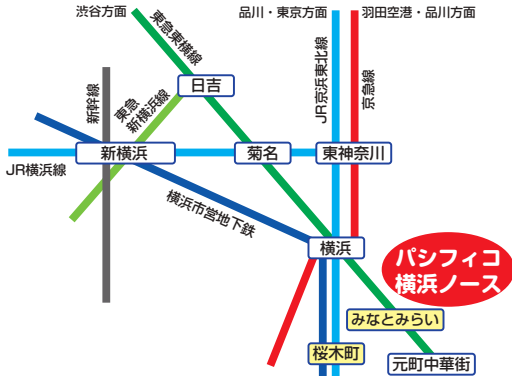 渋谷方面
品川・東京方面
羽田空港・品川方面
東急東横線
JR京浜東北線
京急線
新幹線
日吉
東急
新横浜線
新横浜
菊名
東神奈川
JR横浜線
横浜市営地下鉄
横浜
パシフィコ
横浜ノース
みなとみらい
桜木町
元町中華街